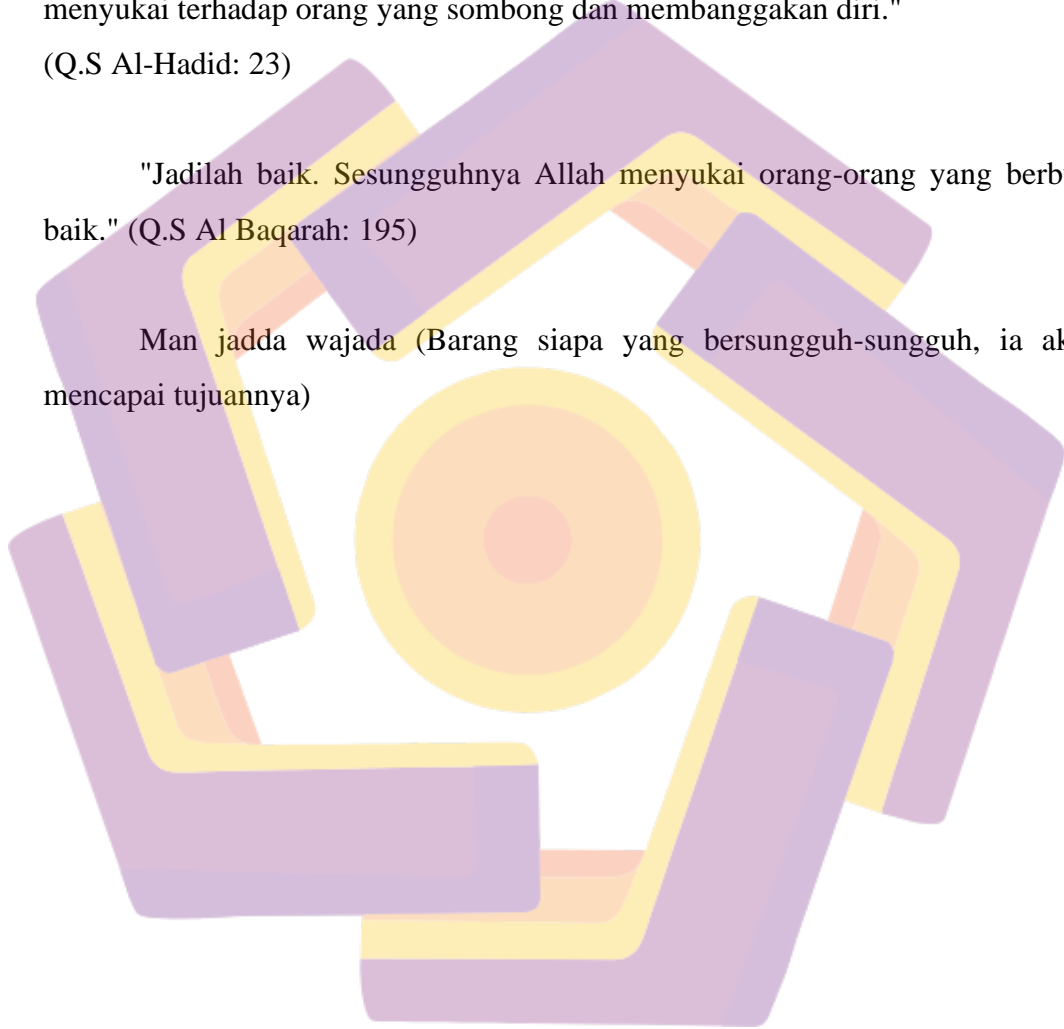 menyukai terhadap orang yang sombong dan membanggakan diri."
(Q.S Al-Hadid: 23)
"Jadilah baik. Sesungguhnya Allah menyukai orang-orang yang berb
baik." (Q.S Al Baqarah: 195)
Man jadda wajada (Barang siapa yang bersungguh-sungguh, ia ak
mencapai tujuannya)